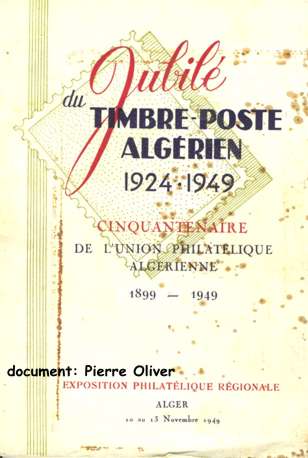 Jubilé
du
TIMBRE-POSTE
ALGÉRIEN
1924-1949
CINQUANTENAIRE
DE L'UNION PHILATÉLIQUE
ALGÉRIENNE
1899 — 1949
document: Pierre Oliver
EXPOSITION PHILATÉLIQUE RÉGIONALE
ALGER
10 au 13 Novembre 1949